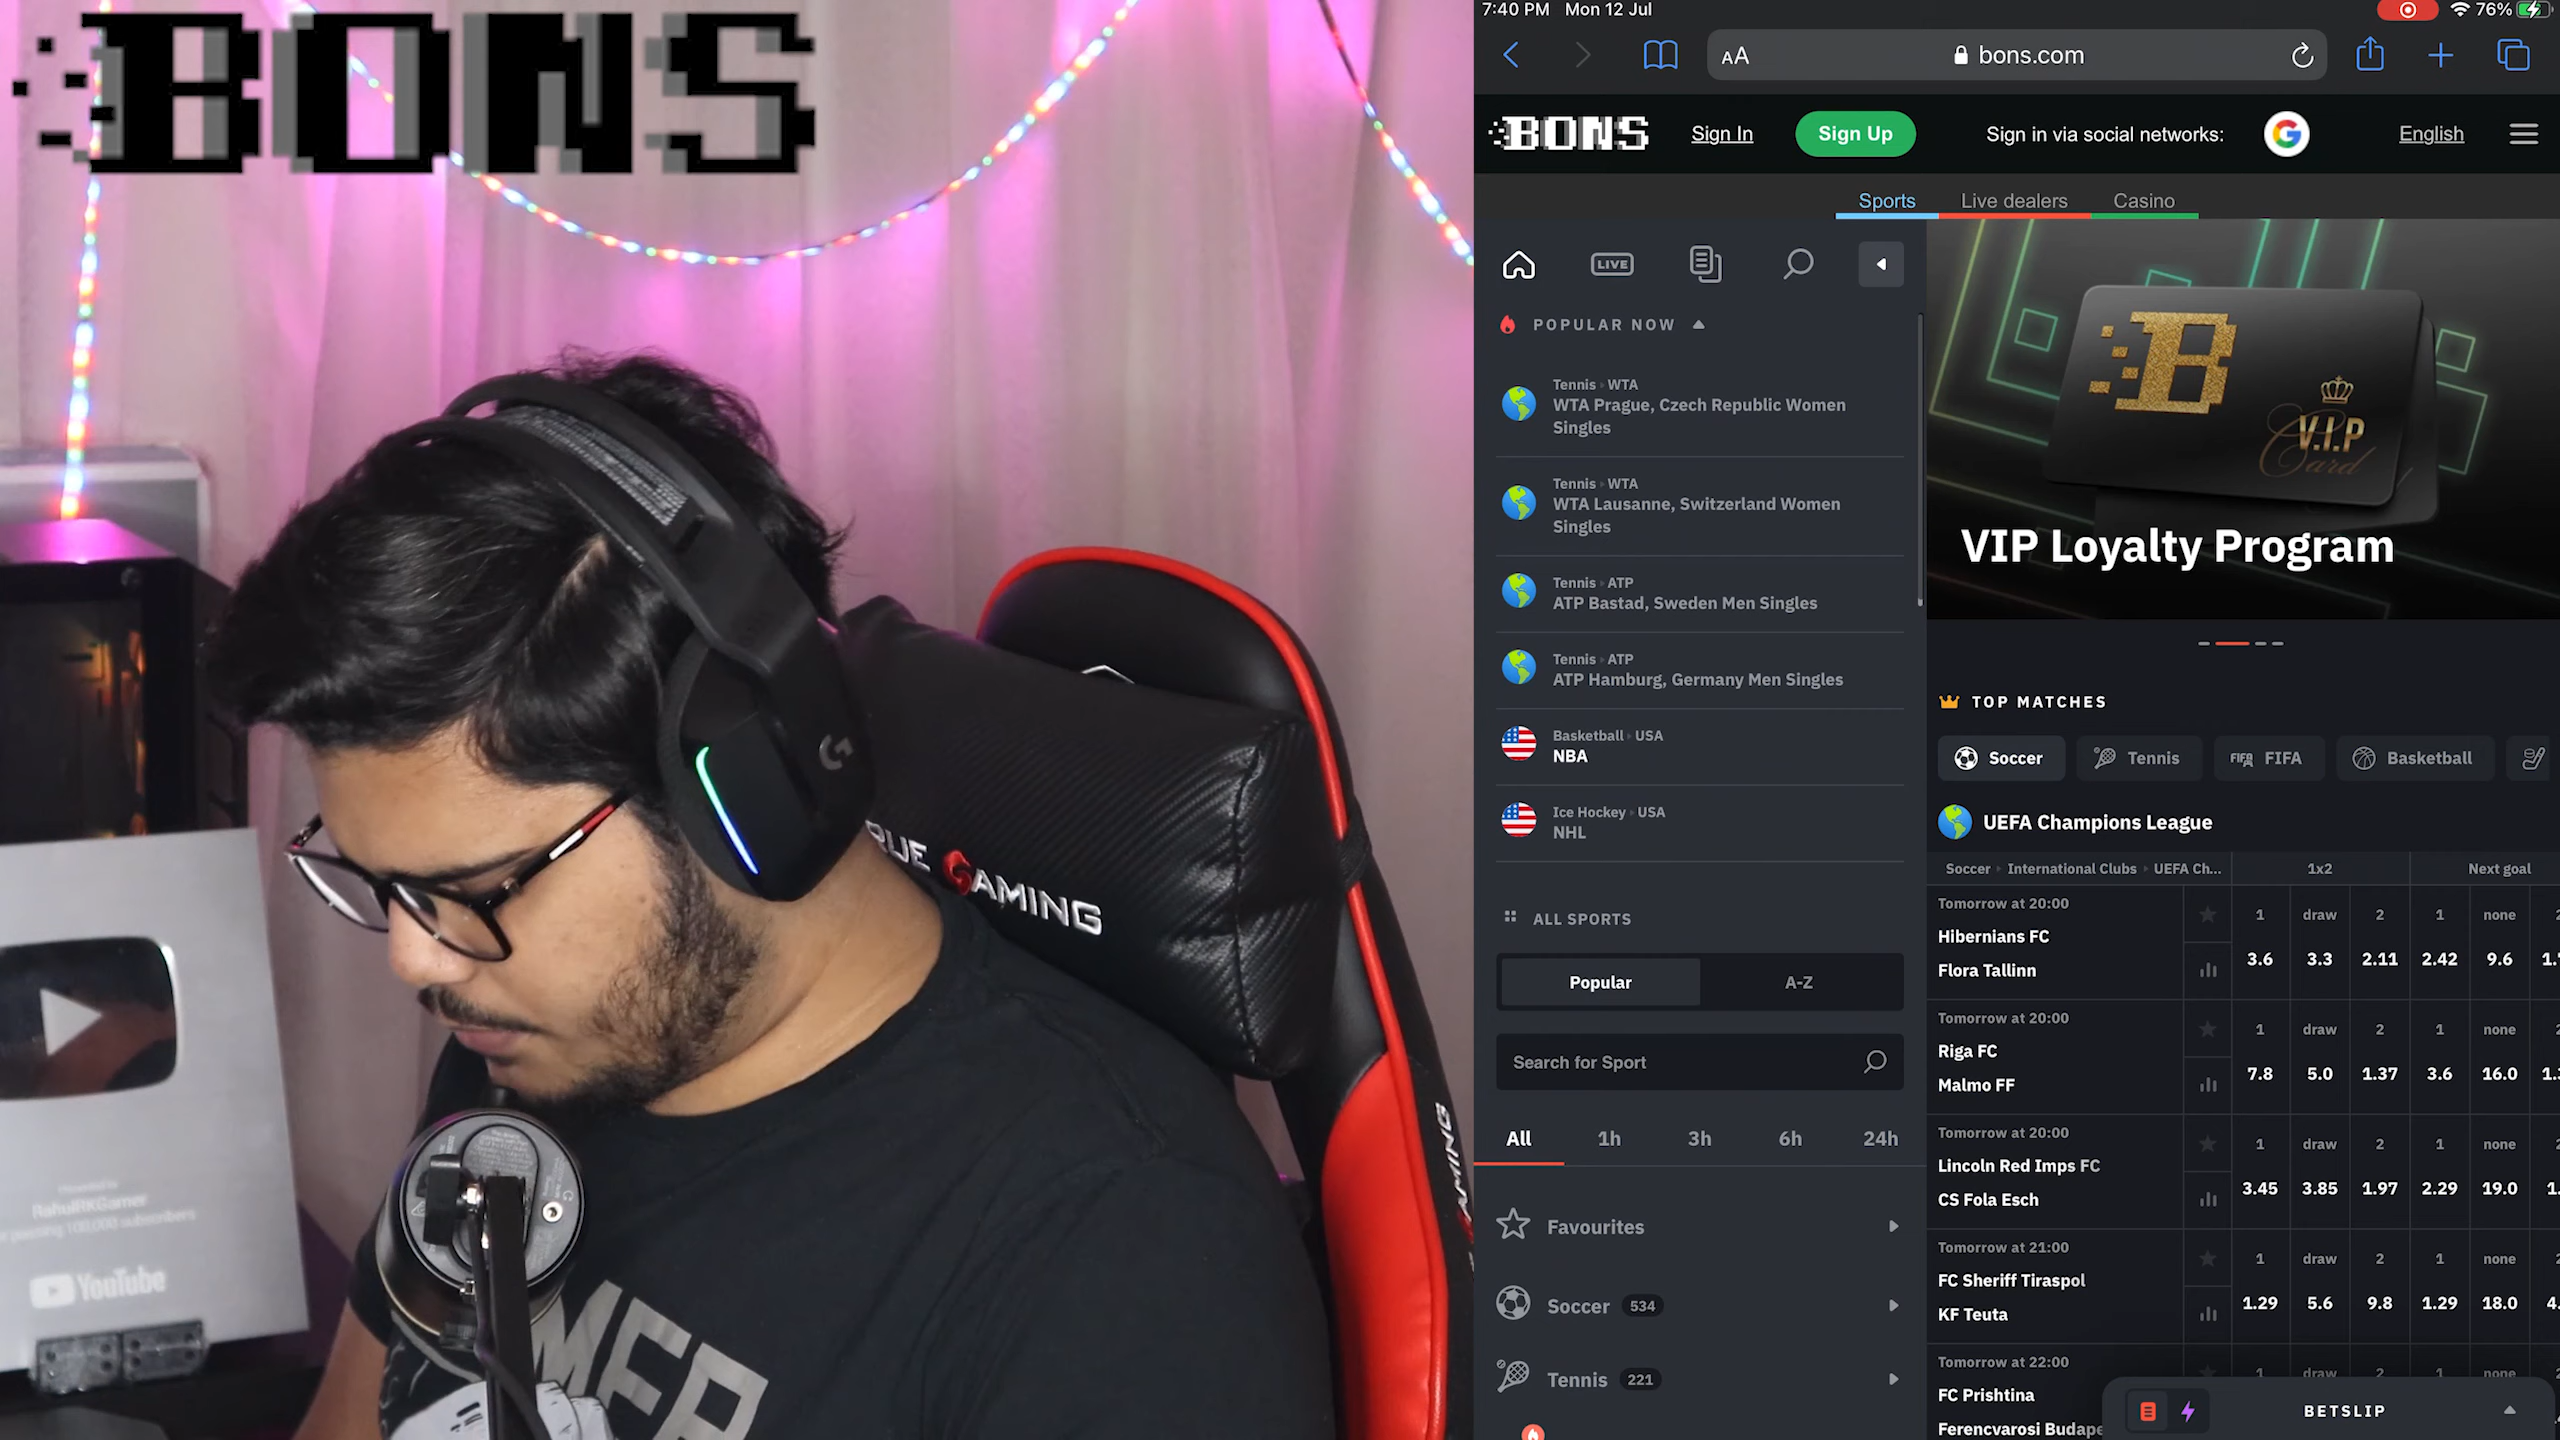 BONS
RUE GAMING
GAMING
Presented to
RahulRKGamer
YouTube
7:40 PM Mon 12 Jul
76%
AA
bons.com
BONS
Sign In
Sign Up
Sign in via social networks:
English
Sports
Live dealers
Casino
LIVE
POPULAR NOW
Tennis WTA
WTA Prague, Czech Republic Women
Singles
Tennis WTA
WTA Lausanne, Switzerland Women
Singles
Tennis ATP
ATP Bastad, Sweden Men Singles
Tennis ATP
ATP Hamburg, Germany Men Singles
Basketball USA
NBA
Ice Hockey USA
NHL
ALL SPORTS
Popular
A-Z
Search for Sport
All 1h 3h 6h 24h
Favourites
Soccer 534
Tennis 221
B
V.I.P
Card
VIP Loyalty Program
TOP MATCHES
Soccer
Tennis
FIFA
Basketball
UEFA Champions League
Soccer International Clubs UEFA Ch... 1x2 Next goal
Tomorrow at 20:00
1 draw 2 1 none
Hibernians FC
3.6 3.3 2.11 2.42 9.6
Flora Tallinn
Tomorrow at 20:00
1 draw 2 1 none
Riga FC
7.8 5.0 1.37 3.6 16.0
Malmo FF
Tomorrow at 20:00
1 draw 2 1 none
Lincoln Red Imps FC
3.45 3.85 1.97 2.29 19.0
CS Fola Esch
Tomorrow at 21:00
1 draw 2 1 none
FC Sheriff Tiraspol
1.29 5.6 9.8 1.29 18.0
KF Teuta
Tomorrow at 22:00
FC Prishtina
Ferencvarosi Budape
BETSLIP